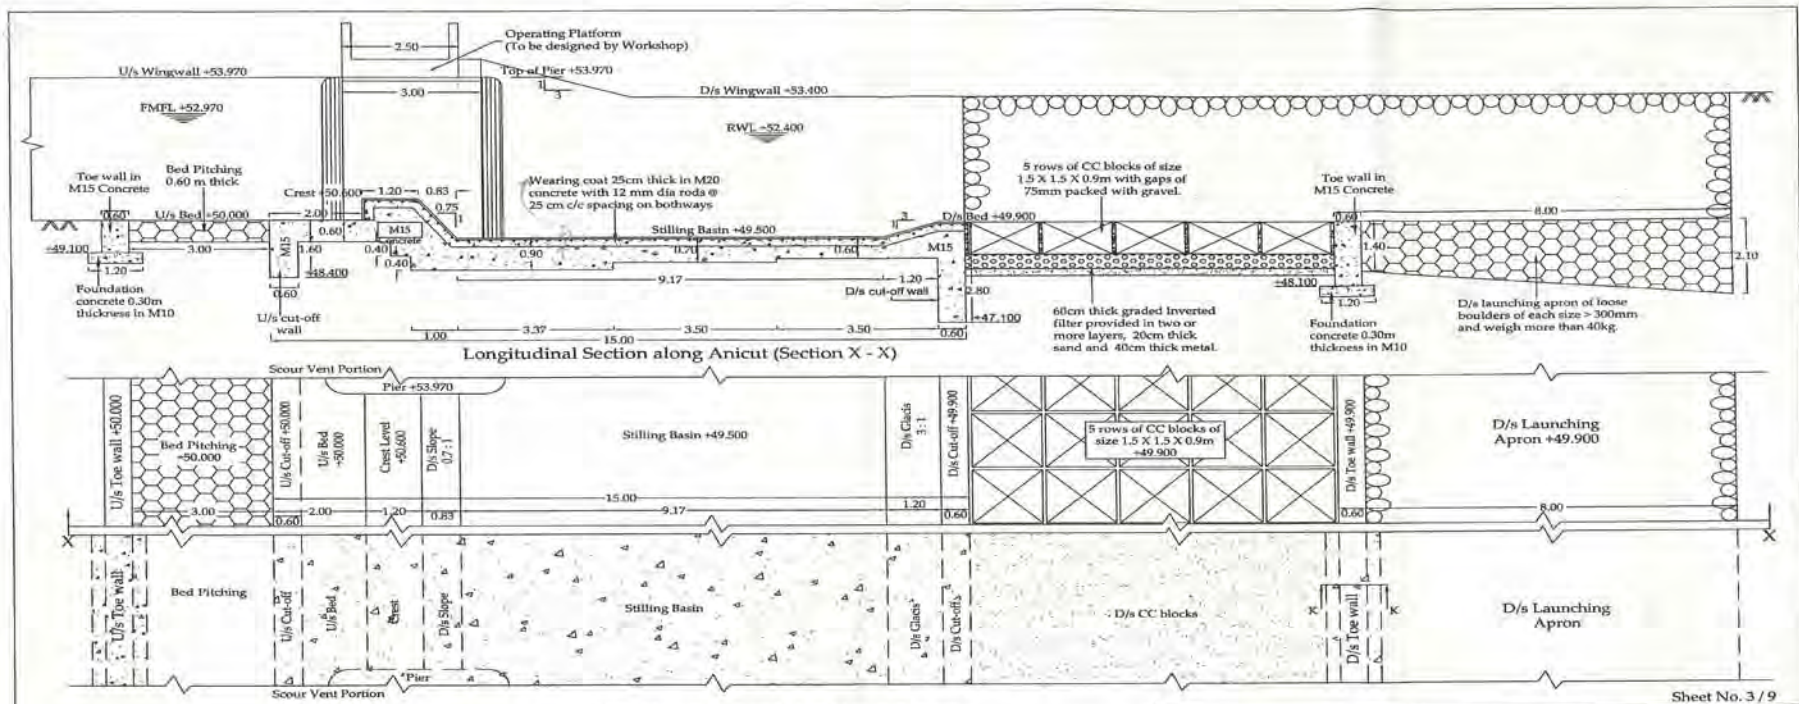 Operating Platform
(To be designed by Workshop)
2.50
U/s Wingwall +53.970
Top of Pier +53.970
1
3
3.00
D/s Wingwall +53.400
FMFL +52.970
RWL +52.400
Toe wall in
M15 Concrete
Bed Pitching
0.60 m thick
Crest +50.600
1.20
0.83
0.75
1
Wearing coat 25cm thick in M20
concrete with 12 mm dia rods @
25 cm c/c spacing on bothways
5 rows of CC blocks of size
1.5 X 1.5 X 0.9m with gaps of
75mm packed with gravel.
Toe wall in
M15 Concrete
0.60
U/s Bed +50.000
2.00
0.60
M15
Concrete
Stilling Basin +49.500
1
3
D/s Bed +49.900
0.60
8.00
+49.100
3.00
M15
1.60
0.40
0.40
0.90
0.70
0.60
M15
1.40
2.10
1.20
+48.400
9.17
1.20
2.80
+48.100
0.60
D/s cut-off wall
1.20
Foundation
concrete 0.30m
thickness in M10
U/s cut-off
wall
1.00
3.37
3.50
3.50
0.60
+47.100
15.00
60cm thick graded Inverted
filter provided in two or
more layers, 20cm thick
sand and 40cm thick metal.
Foundation
concrete 0.30m
thickness in M10
D/s launching apron of loose
boulders of each size > 300mm
and weigh more than 40kg.
Longitudinal Section along Anicut (Section X - X)
Scour Vent Portion
Pier +53.970
U/s Toe wall +50.000
Bed Pitching
+50.000
U/s Cut-off +50.000
U/s Bed
+50.000
Crest Level
+50.600
D/s Slope
0.7 : 1
Stilling Basin +49.500
D/s Glacis
3 : 1
D/s Cut-off +49.900
5 rows of CC blocks of
size 1.5 X 1.5 X 0.9m
+49.900
D/s Toe wall +49.900
D/s Launching
Apron +49.900
15.00
3.00
0.60
2.00
1.20
0.83
9.17
1.20
0.60
0.60
8.00
X
X
U/s Toe wall
Bed Pitching
U/s Cut-off
U/s Bed
Crest
D/s Slope
Stilling Basin
D/s Glacis
D/s Cut-off
D/s CC blocks
K
K
D/s Toe wall
D/s Launching
Apron
Pier
Scour Vent Portion
Sheet No. 3 / 9